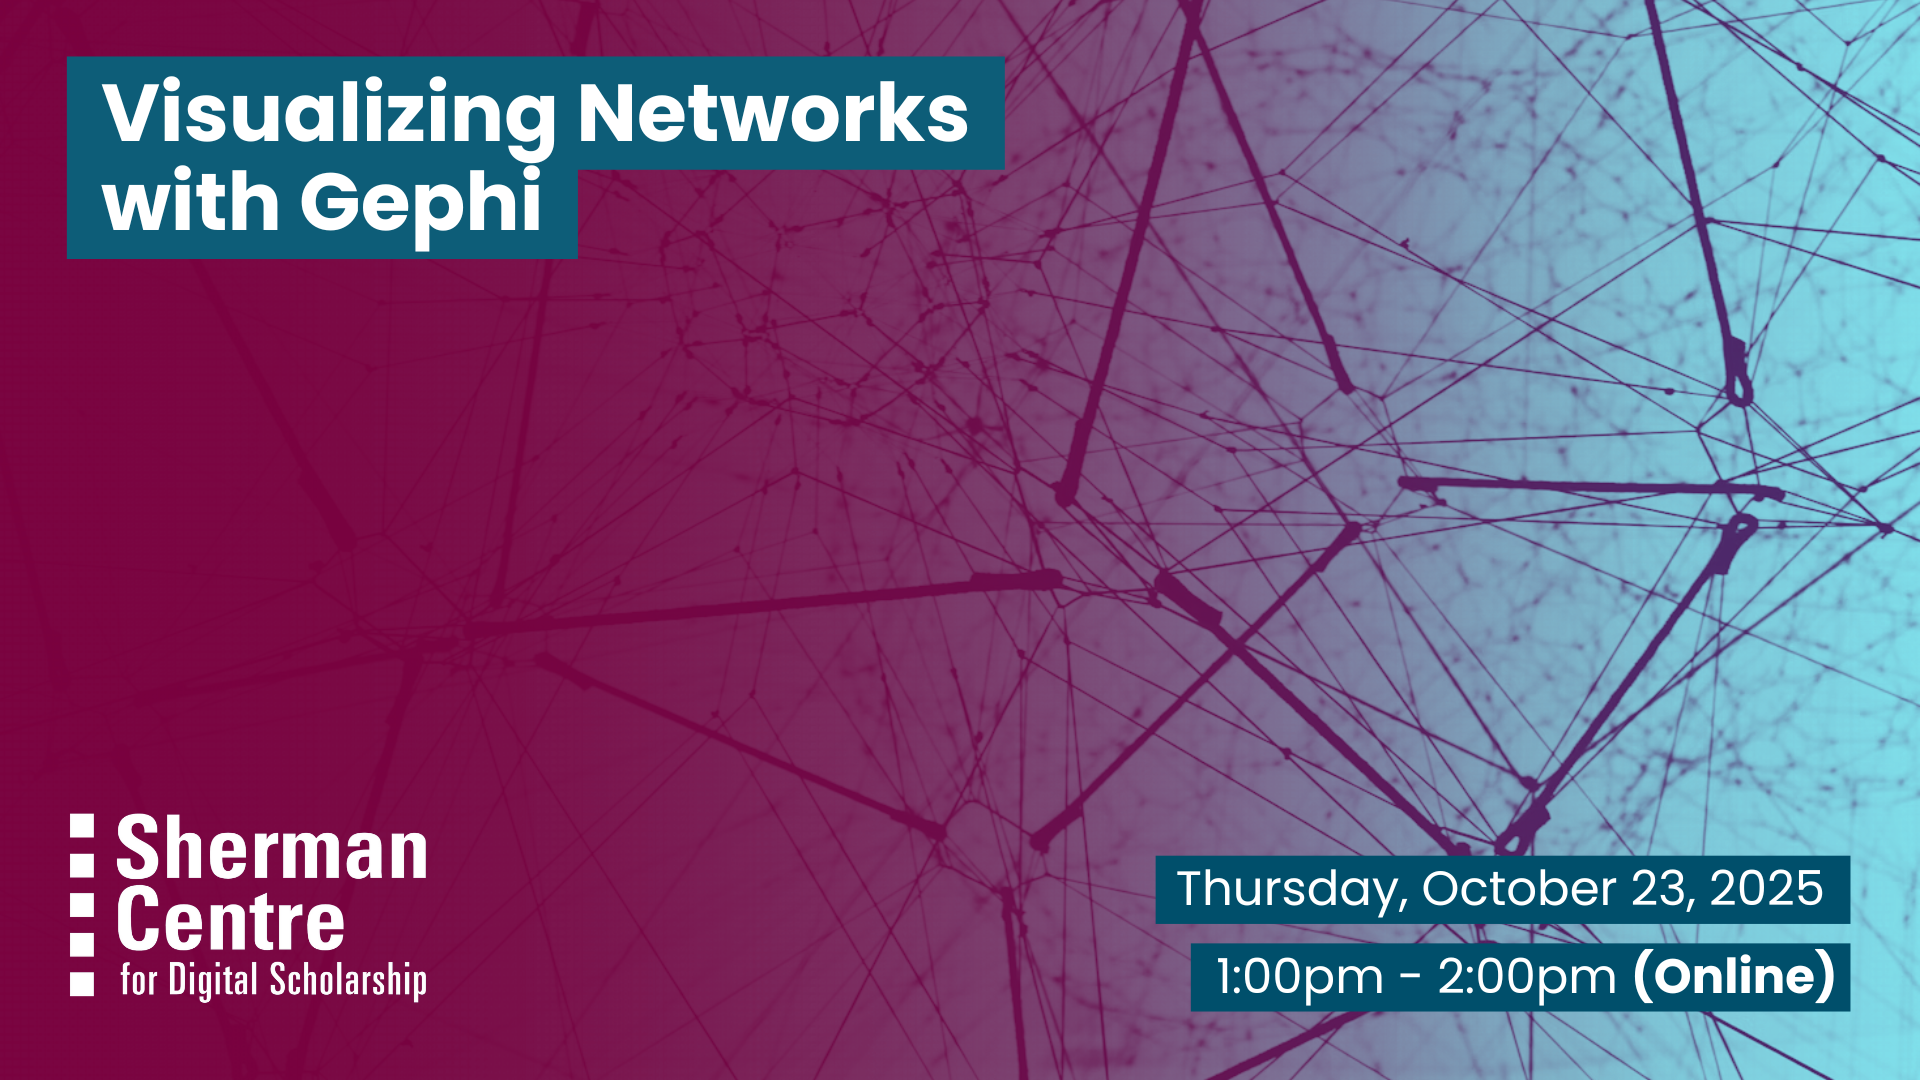 Visualizing Networks
with Gephi
Sherman
Centre
for Digital Scholarship
Thursday, October 23, 2025
1:00pm - 2:00pm (Online)